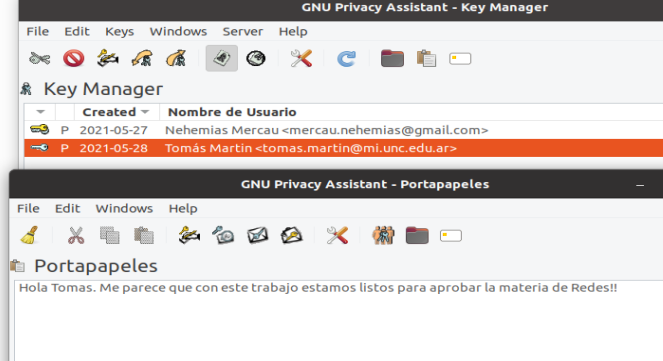 GNU Privacy Assistant - Key Manager
File Edit Keys Windows Server Help
Key Manager
Created Nombre de Usuario
P 2021-05-27 Nehemias Mercau <mercau.nehemias@gmail.com>
P 2021-05-28 Tomás Martin <tomas.martin@mi.unc.edu.ar>
GNU Privacy Assistant - Portapapeles
File Edit Windows Help
Portapapeles
Hola Tomas. Me parece que con este trabajo estamos listos para aprobar la materia de Redes!!